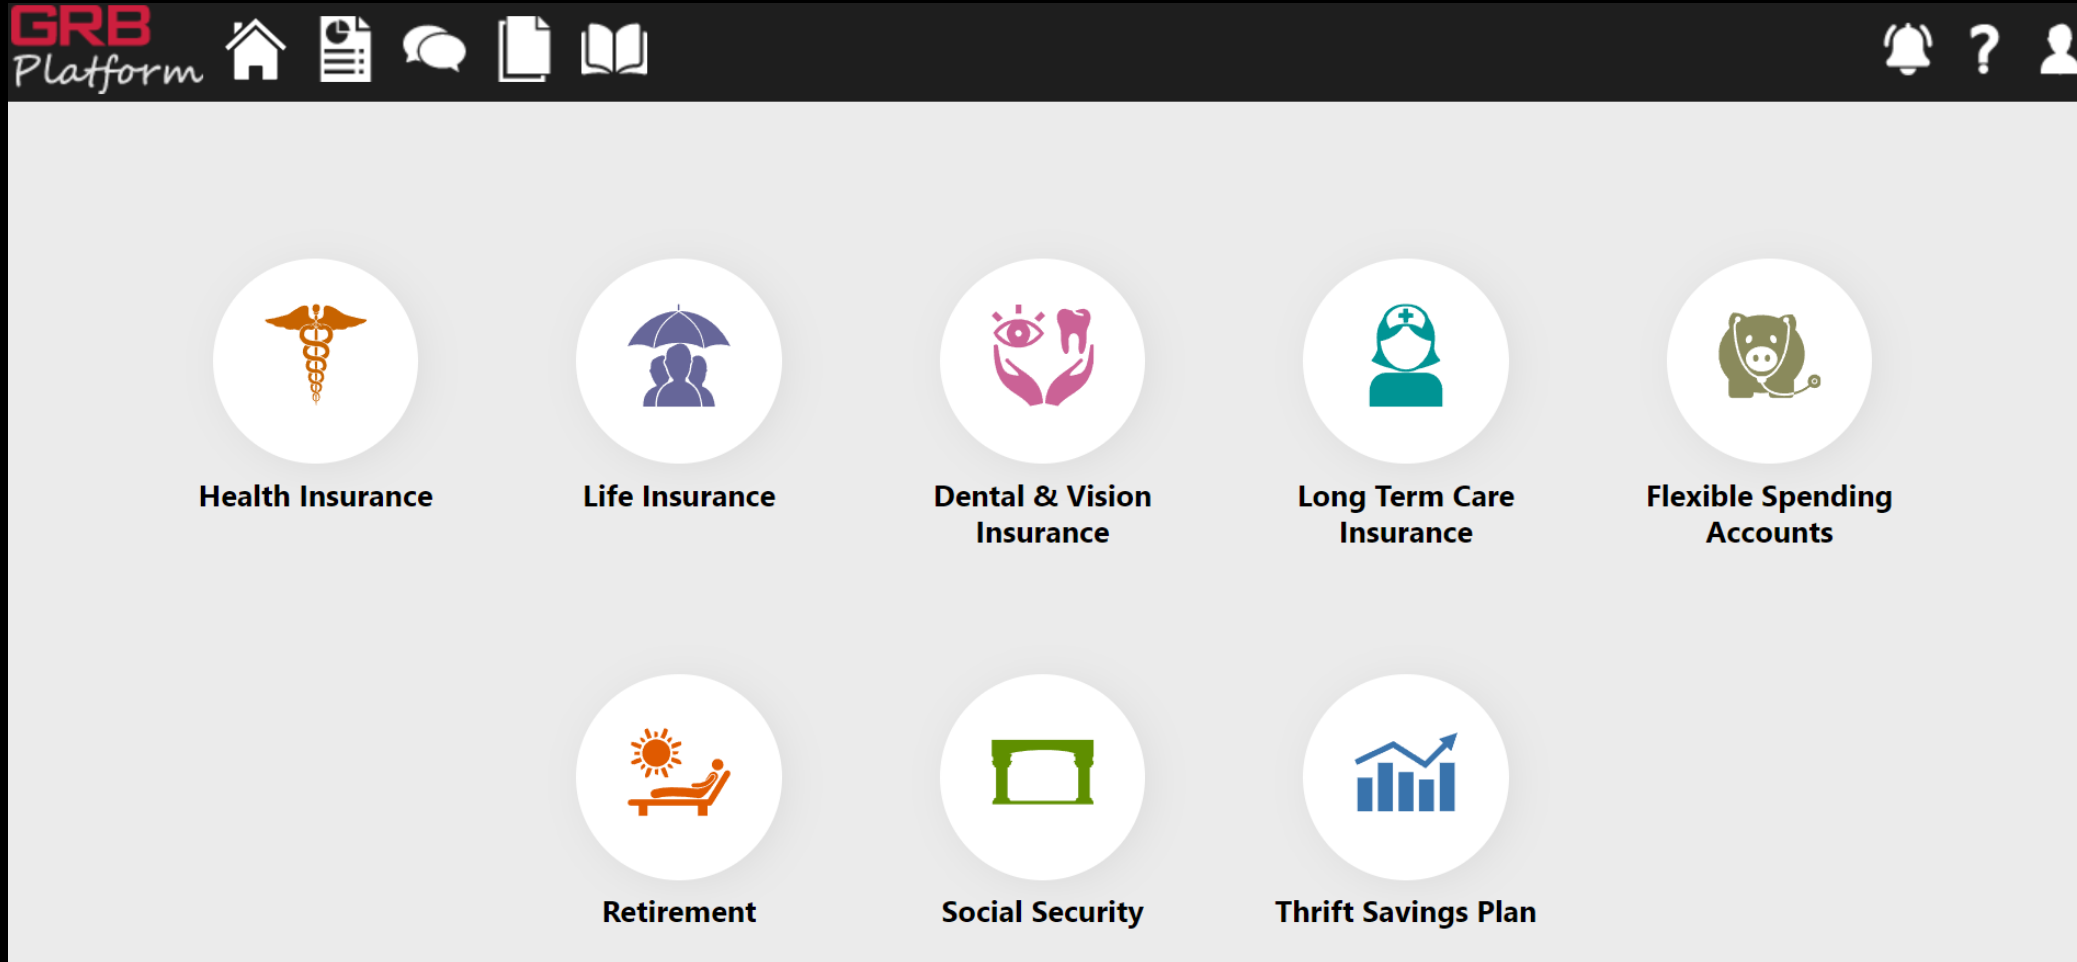 GRB
Platform
?
Health Insurance
Life Insurance
Dental & Vision
Insurance
Long Term Care
Insurance
Flexible Spending
Accounts
Retirement
Social Security
Thrift Savings Plan